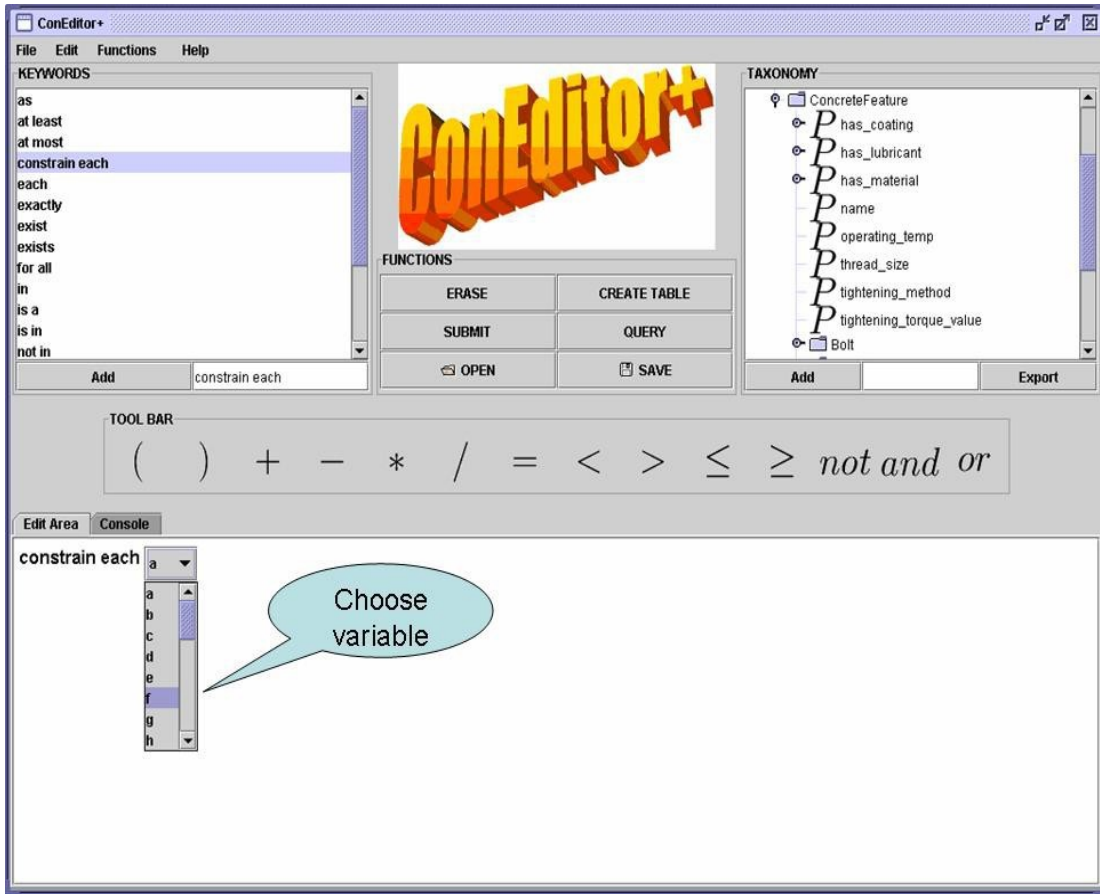 ConEditor+
File Edit Functions Help
KEYWORDS
as
at least
at most
constrain each
each
exactly
exist
exists
for all
in
is a
is in
not in
Add constrain each
ConEditor+
FUNCTIONS
ERASE CREATE TABLE
SUBMIT QUERY
OPEN SAVE
TAXONOMY
ConcreteFeature
P has_coating
P has_lubricant
P has_material
P name
P operating_temp
P thread_size
P tightening_method
P tightening_torque_value
Bolt
Add Export
TOOL BAR
( ) + − * / = < > ≤ ≥ not and or
Edit Area Console
constrain each a
a
b
c
d
e
f
g
h
Choose
variable